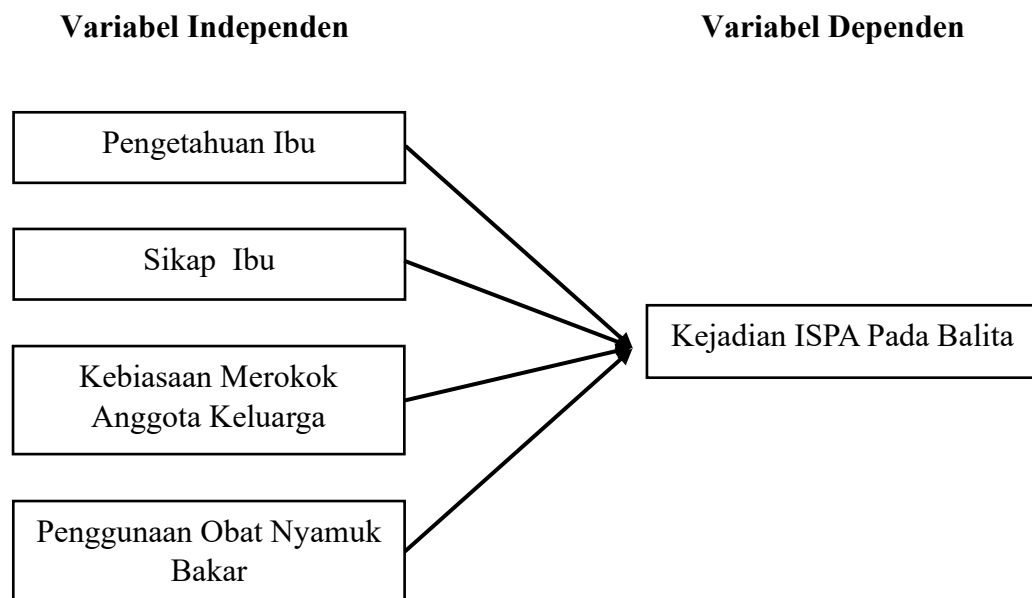 Variabel Independen
Variabel Dependen
Pengetahuan Ibu
Sikap Ibu
Kebiasaan Merokok
Anggota Keluarga
Penggunaan Obat Nyamuk
Bakar
Kejadian ISPA Pada Balita